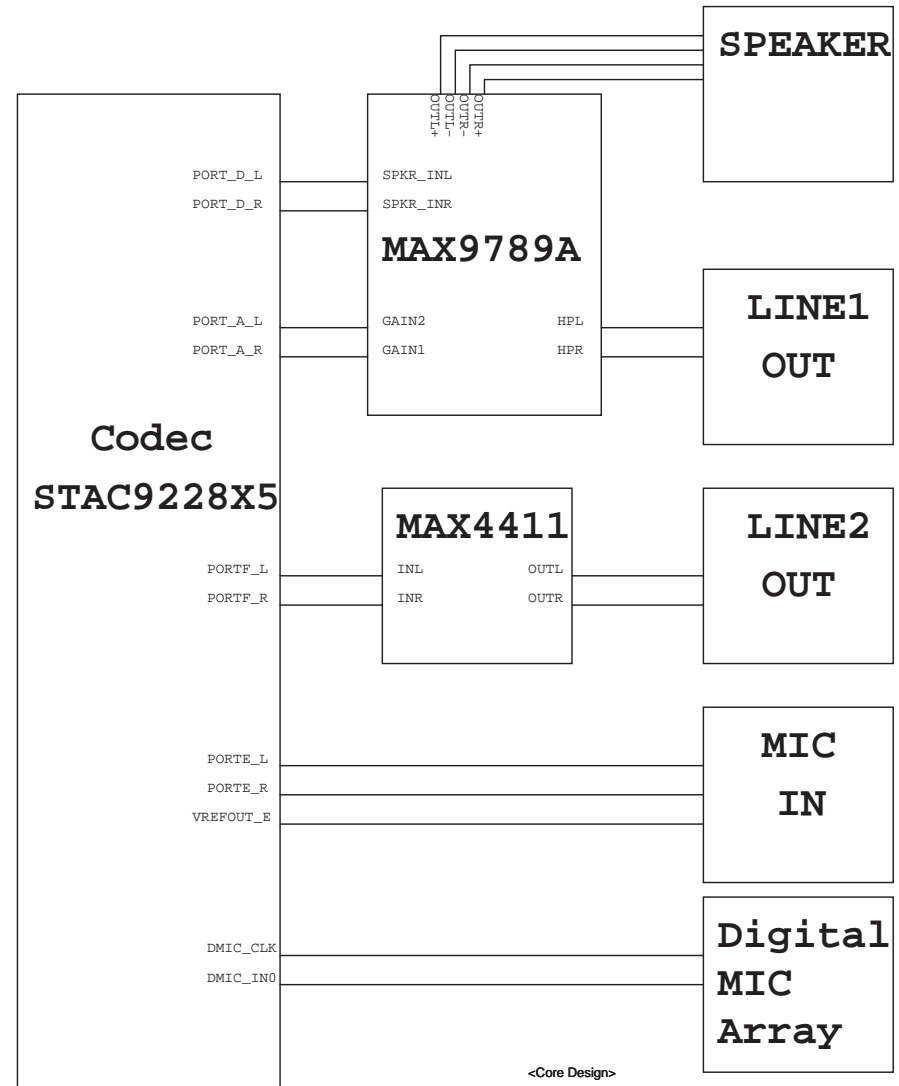 SPEAKER
OUTL+
OUTL-
OUTR-
OUTR+
PORT_D_L
SPKR_INL
PORT_D_R
SPKR_INR
MAX9789A
LINE1
OUT
PORT_A_L
GAIN2
HPL
PORT_A_R
GAIN1
HPR
Codec
STAC9228X5
MAX4411
LINE2
OUT
PORTF_L
INL
OUTL
PORTF_R
INR
OUTR
MIC
IN
PORTE_L
PORTE_R
VREFOUT_E
Digital
MIC
Array
DMIC_CLK
DMIC_IN0
<Core Design>